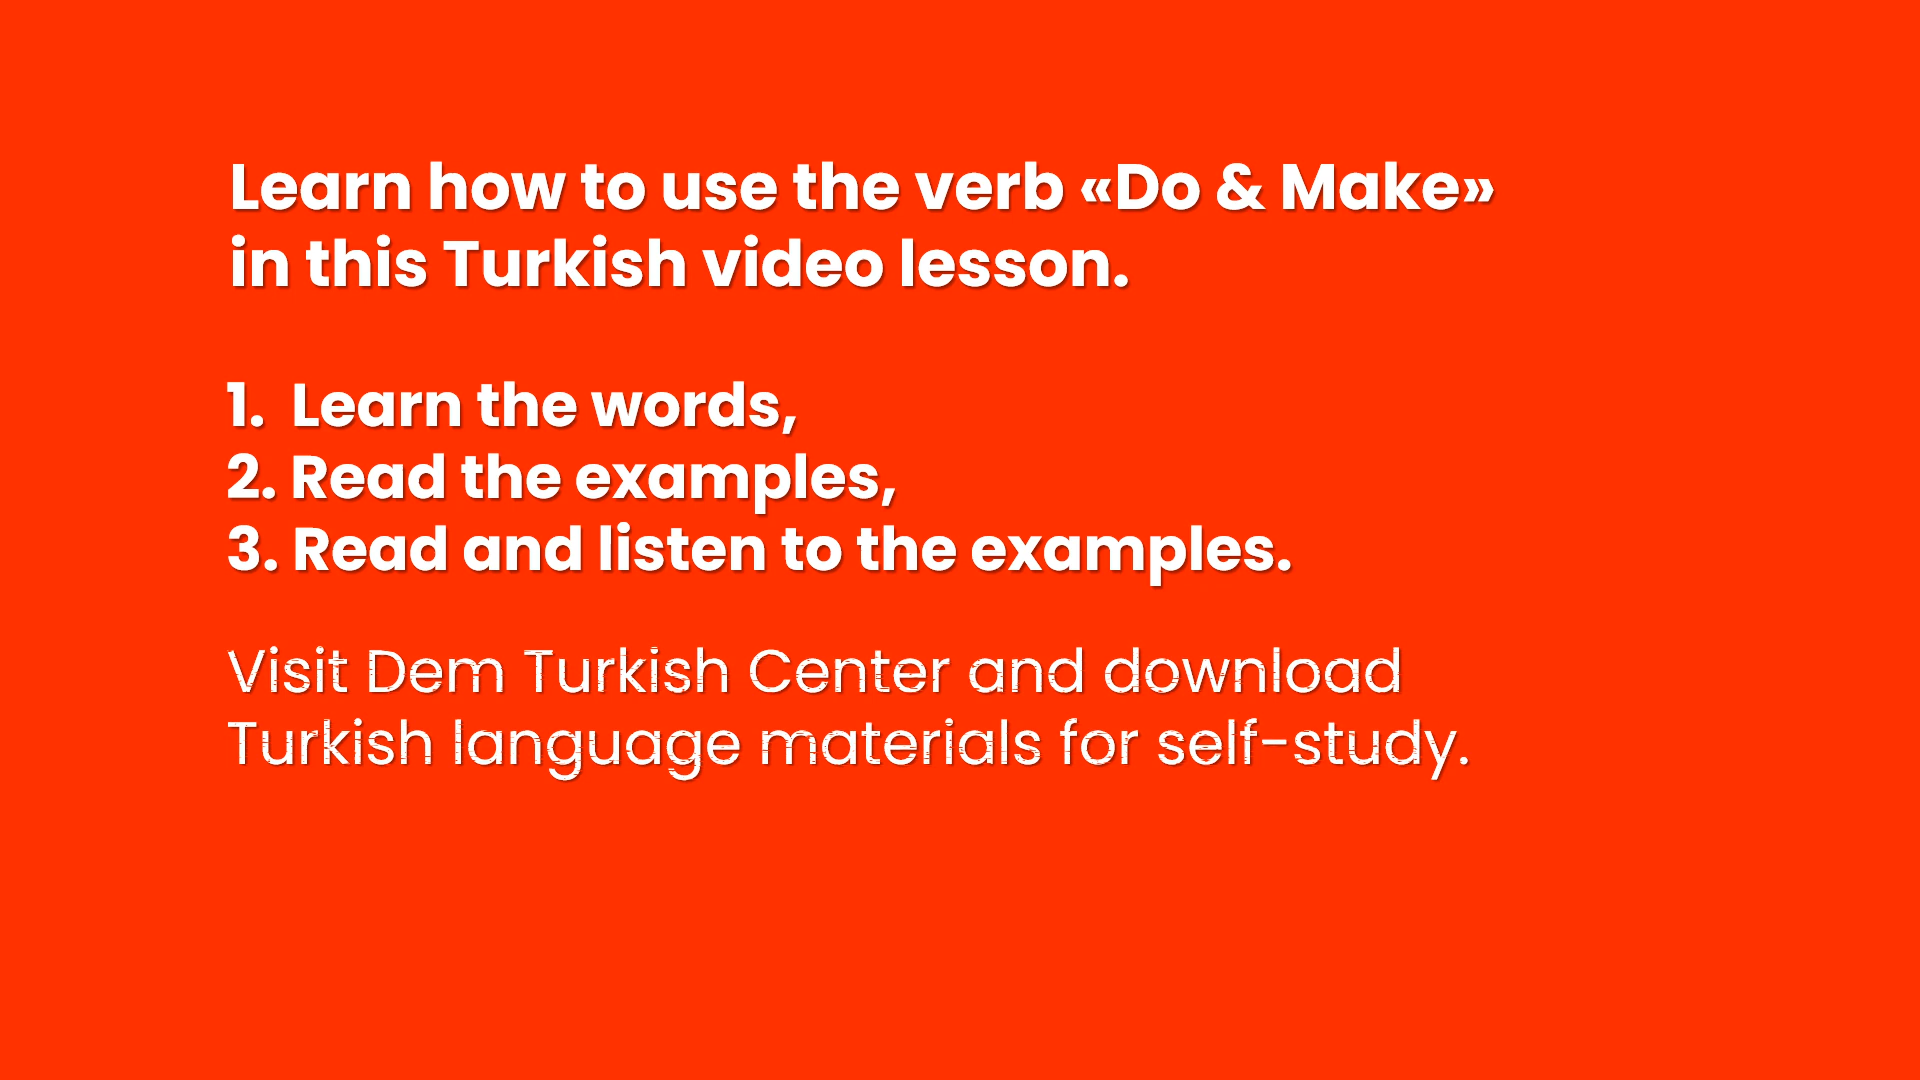 Learn how to use the verb «Do & Make»
in this Turkish video lesson.
1. Learn the words,
2. Read the examples,
3. Read and listen to the examples.
Visit Dem Turkish Center and download
Turkish language materials for self-study.